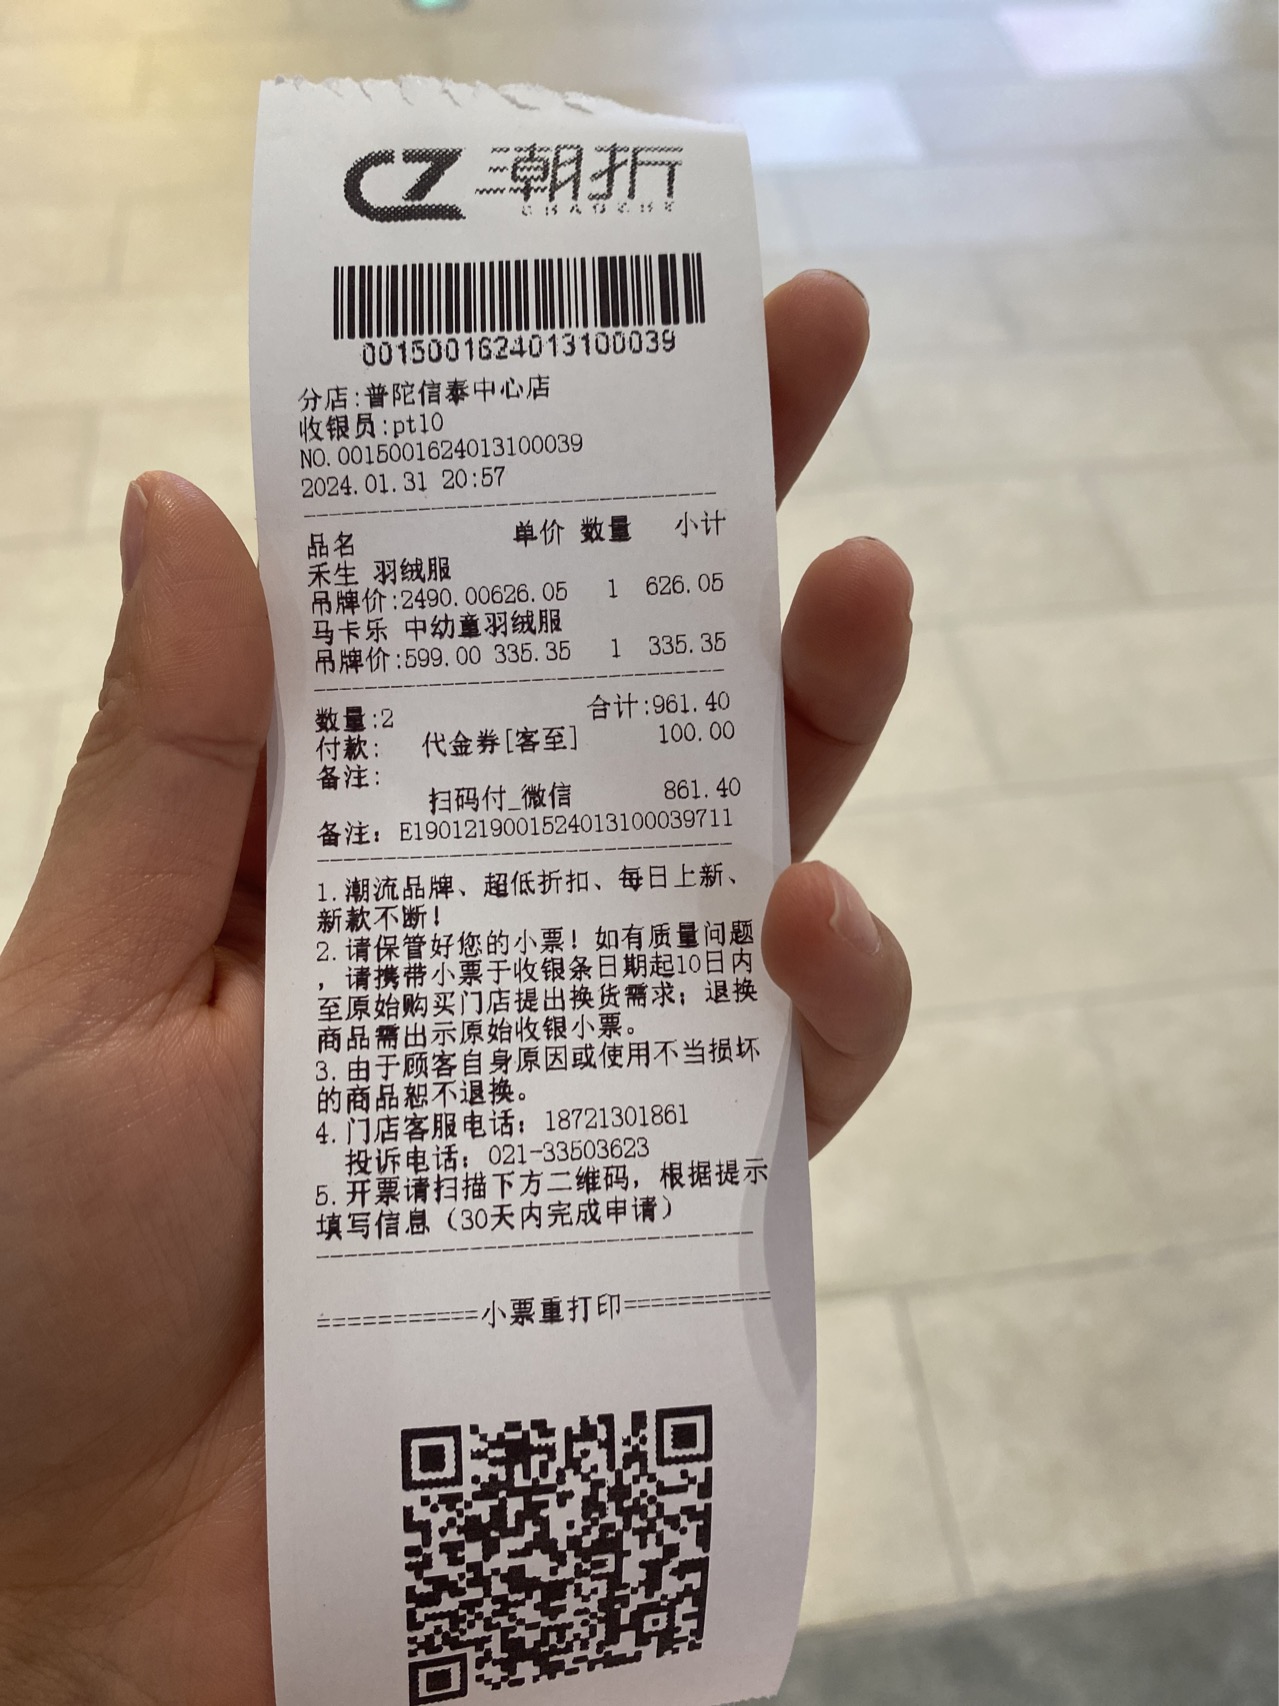 CZ 潮折
CHAOZHE
0015001624013100039
分店:普陀信泰中心店
收银员:pt10
NO.0015001624013100039
2024.01.31 20:57
品名 单价 数量 小计
禾生 羽绒服
吊牌价:2490.00626.05 1 626.05
马卡乐 中幼童羽绒服
吊牌价:599.00 335.35 1 335.35
数量:2 合计:961.40
付款: 代金券[客至] 100.00
备注:
扫码付_微信 861.40
备注: E1901219001524013100039711
1.潮流品牌、超低折扣、每日上新、
新款不断!
2.请保管好您的小票!如有质量问题
,请携带小票于收银条日期起10日内
至原始购买门店提出换货需求;退换
商品需出示原始收银小票。
3.由于顾客自身原因或使用不当损坏
的商品恕不退换。
4.门店客服电话: 18721301861
投诉电话: 021-33503623
5.开票请扫描下方二维码,根据提示
填写信息(30天内完成申请)
===========小票重打印===========